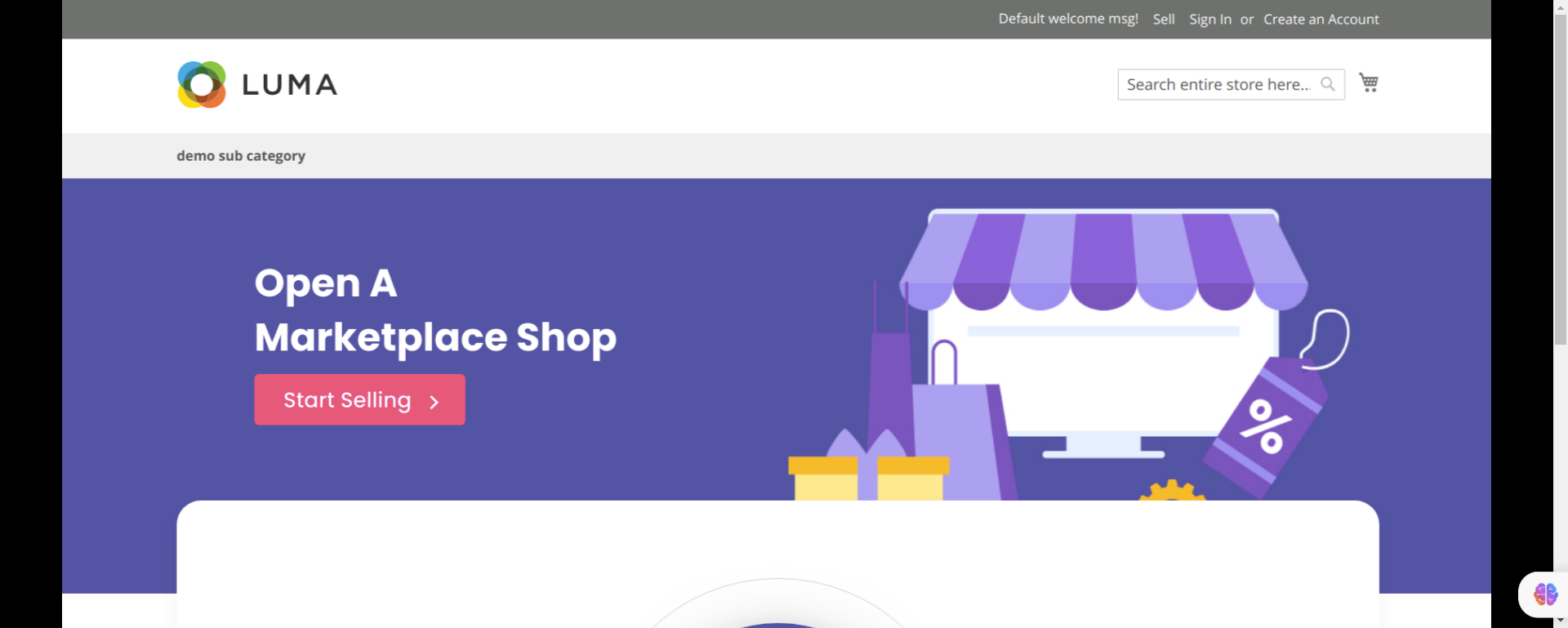 Default welcome msg! Sell Sign In or Create an Account
LUMA
Search entire store here...
demo sub category
Open A
Marketplace Shop
Start Selling
%